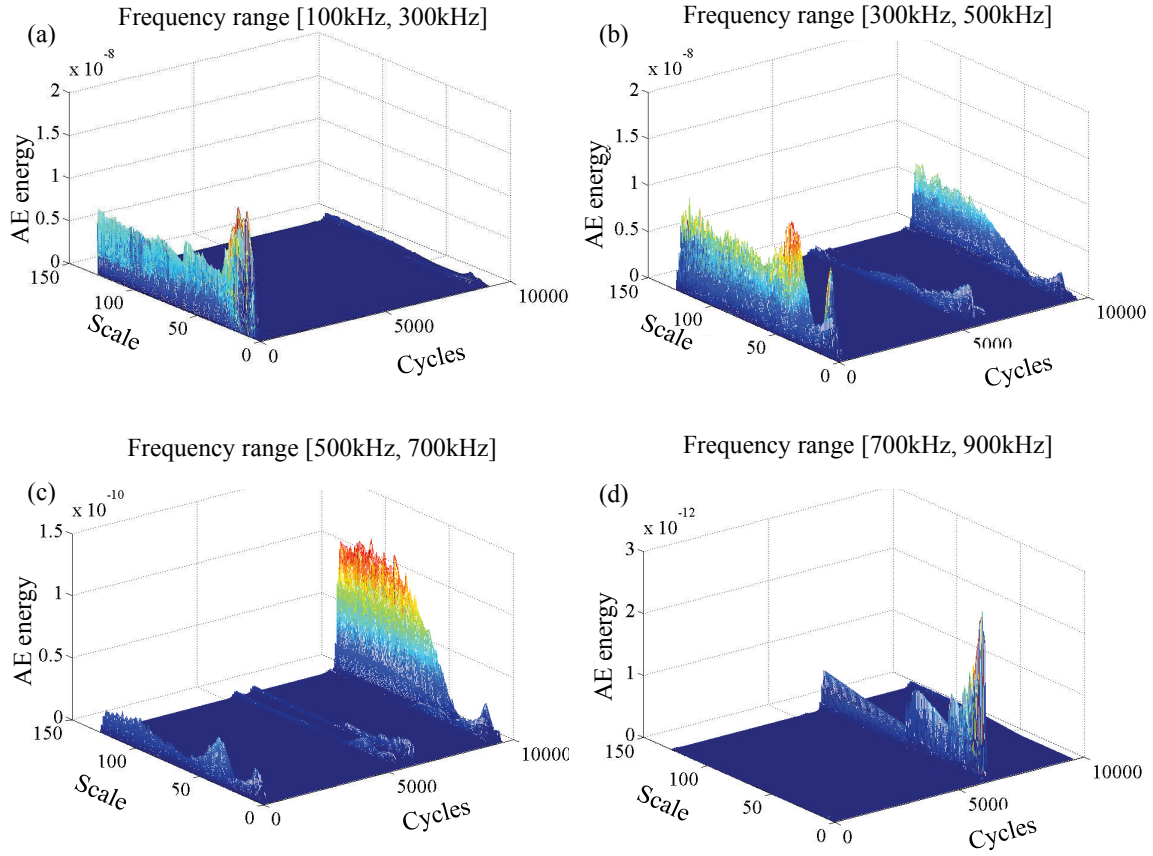 Frequency range [100kHz, 300kHz]
(a)
x 10^-8
2
1.5
1
0.5
0
AE energy
150
100
50
0
Scale
0
5000
10000
Cycles
Frequency range [300kHz, 500kHz]
(b)
x 10^-8
2
1.5
1
0.5
0
AE energy
150
100
50
0
Scale
0
5000
10000
Cycles
Frequency range [500kHz, 700kHz]
(c)
x 10^-10
1.5
1
0.5
0
AE energy
150
100
50
0
Scale
0
5000
10000
Cycles
Frequency range [700kHz, 900kHz]
(d)
x 10^-12
3
2
1
0
AE energy
150
100
50
0
Scale
0
5000
10000
Cycles